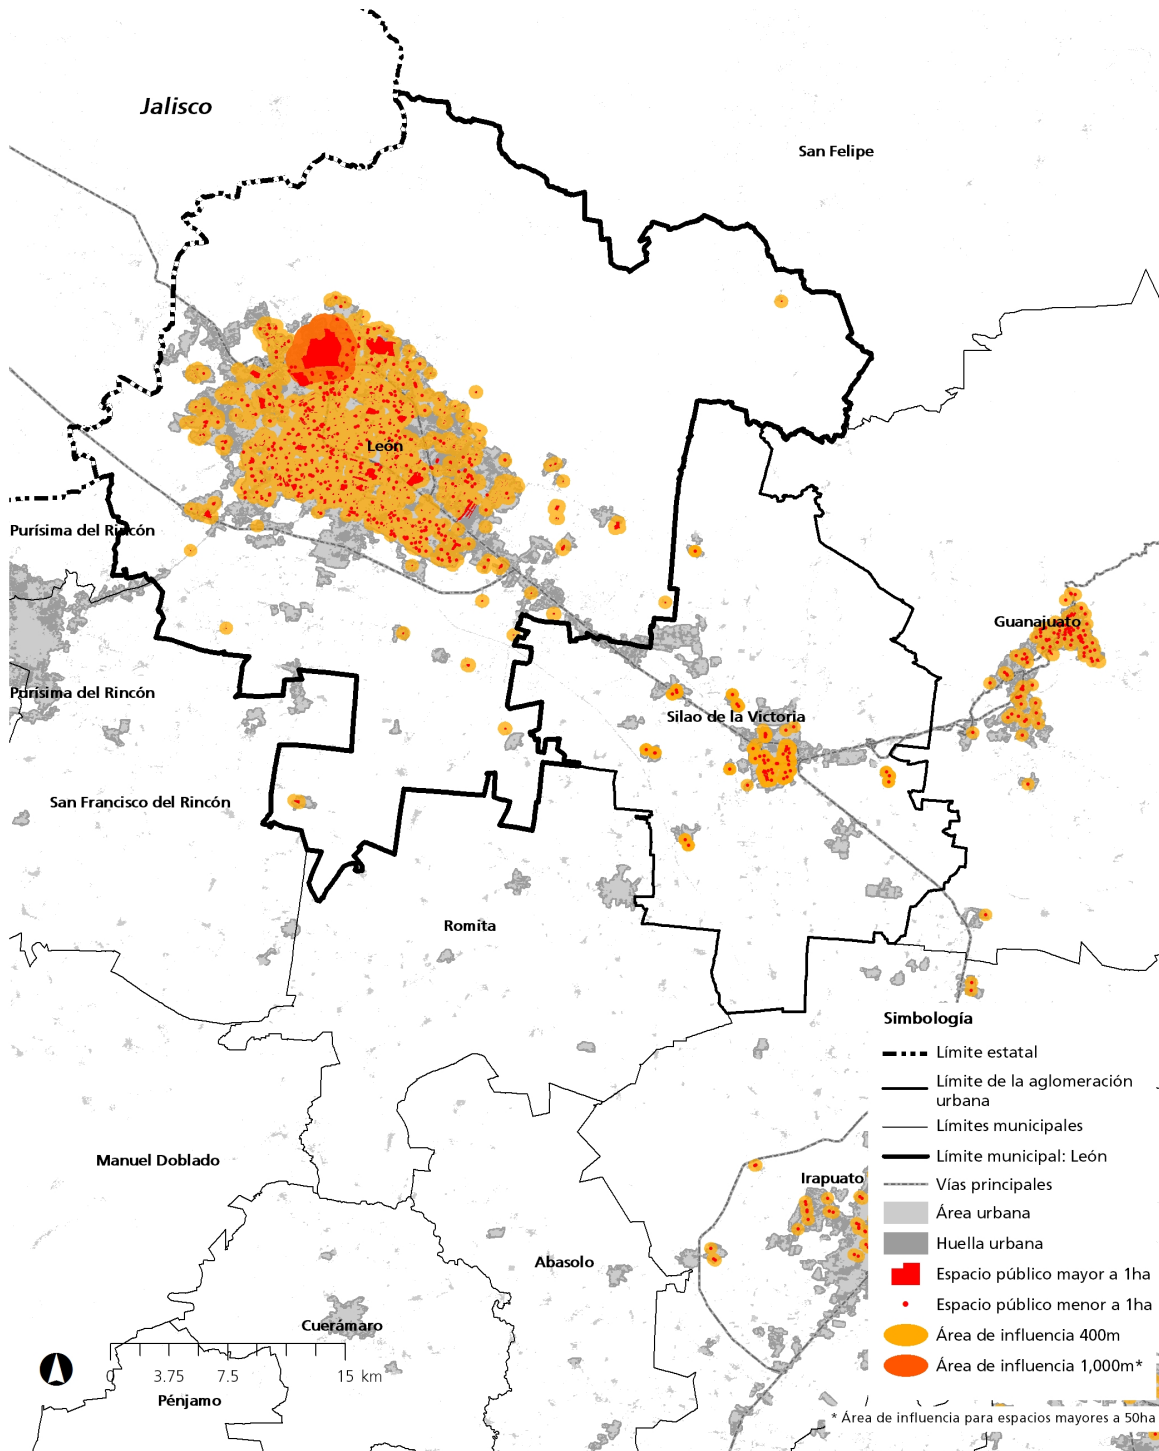 Jalisco
San Felipe
León
Purísima del Rincón
Guanajuato
Purísima del Rincón
Silao de la Victoria
San Francisco del Rincón
Romita
Simbología
Límite estatal
Límite de la aglomeración
urbana
Límites municipales
Límite municipal: León
Vías principales
Área urbana
Huella urbana
Espacio público mayor a 1ha
Espacio público menor a 1ha
Área de influencia 400m
Área de influencia 1,000m*
* Área de influencia para espacios mayores a 50ha
Manuel Doblado
Irapuato
Abasolo
Cuerámaro
0 3.75 7.5 15 km
Pénjamo